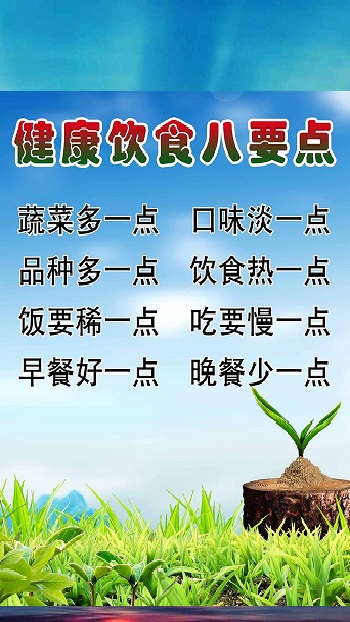 健康饮食八要点
蔬菜多一点 口味淡一点
品种多一点 饮食热一点
饭要稀一点 吃要慢一点
早餐好一点 晚餐少一点